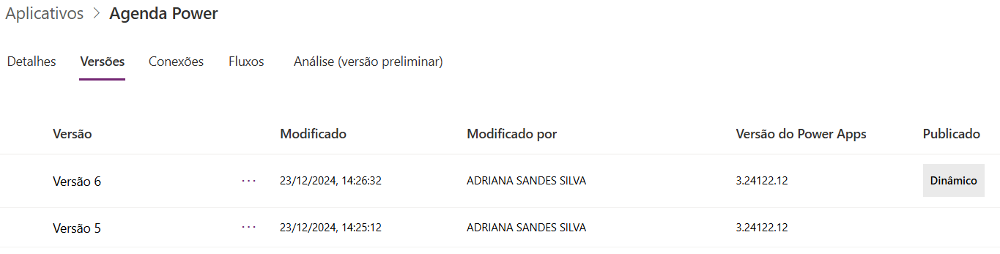 Aplicativos > Agenda Power
Detalhes Versões Conexões Fluxos Análise (versão preliminar)
Versão Modificado Modificado por Versão do Power Apps Publicado
Versão 6 ··· 23/12/2024, 14:26:32 ADRIANA SANDES SILVA 3.24122.12 Dinâmico
Versão 5 ··· 23/12/2024, 14:25:12 ADRIANA SANDES SILVA 3.24122.12